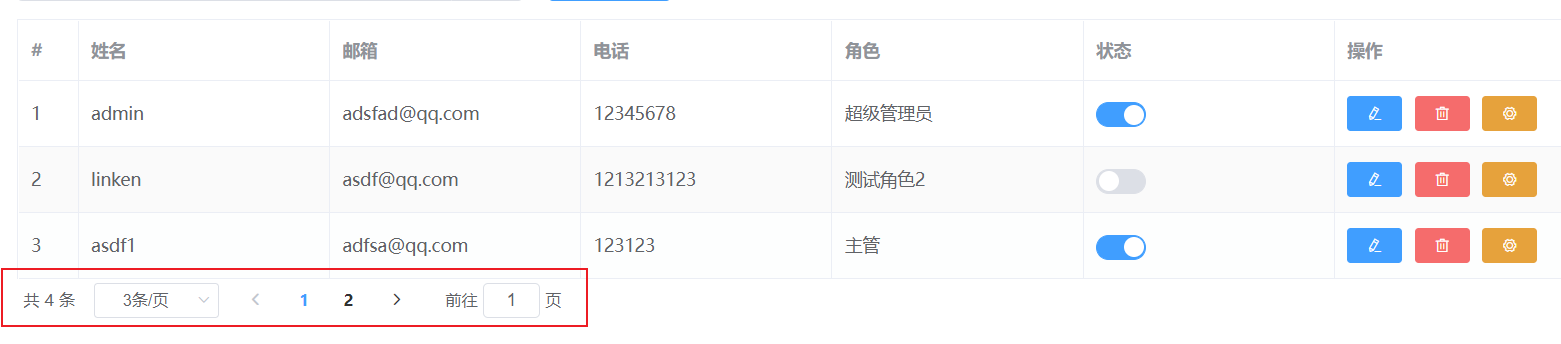 # 姓名 邮箱 电话 角色 状态 操作
1 admin adsfad@qq.com 12345678 超级管理员
2 linken asdf@qq.com 1213213123 测试角色2
3 asdf1 adfsa@qq.com 123123 主管
共 4 条 3条/页 1 2 前往 1 页